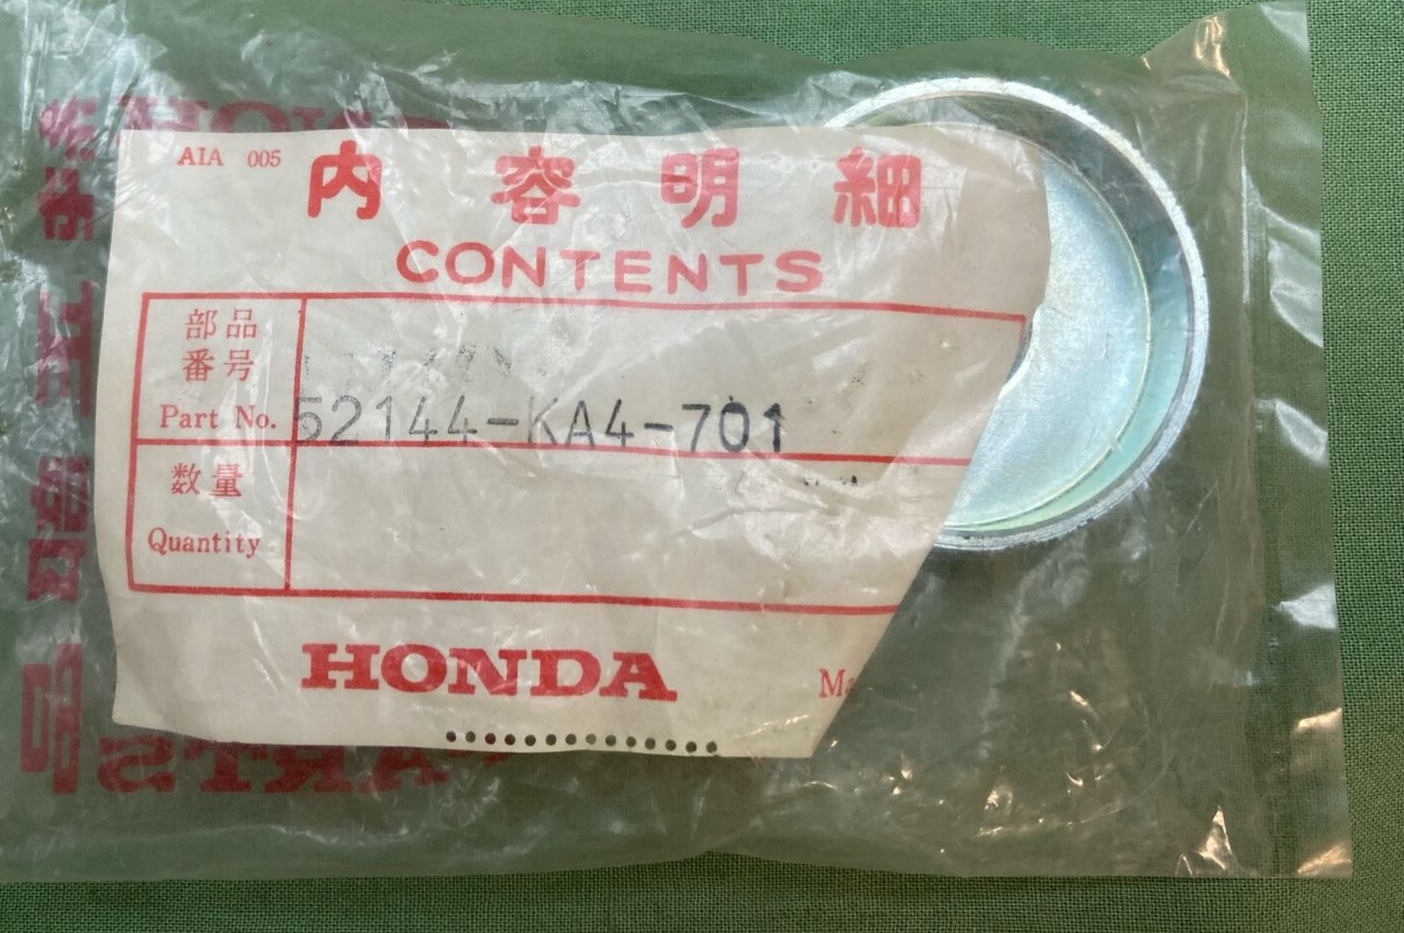 AIA 005
内容明細
CONTENTS
部品
番号
Part No.
52144-KA4-701
数量
Quantity
HONDA